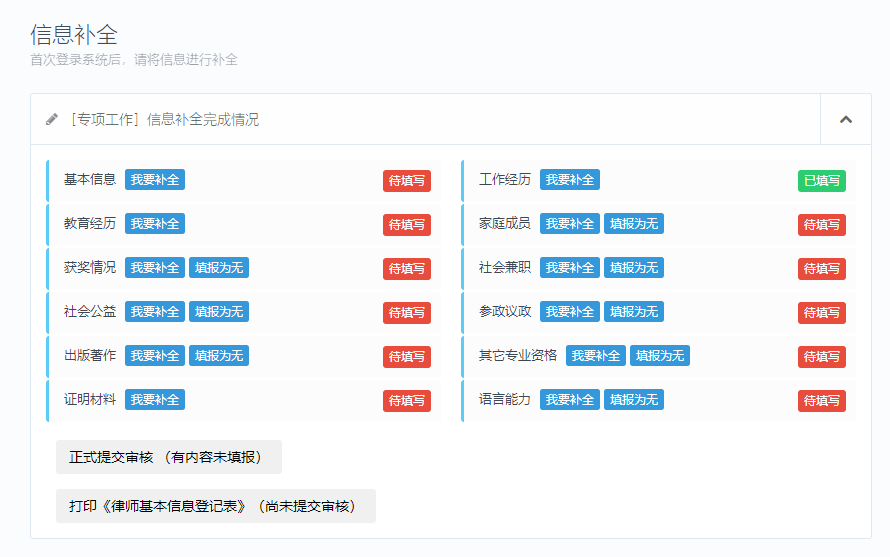 信息补全
首次登录系统后，请将信息进行补全
［专项工作］信息补全完成情况
基本信息 我要补全 待填写 工作经历 我要补全 已填写
教育经历 我要补全 待填写 家庭成员 我要补全 填报为无 待填写
获奖情况 我要补全 填报为无 待填写 社会兼职 我要补全 填报为无 待填写
社会公益 我要补全 填报为无 待填写 参政议政 我要补全 填报为无 待填写
出版著作 我要补全 填报为无 待填写 其它专业资格 我要补全 填报为无 待填写
证明材料 我要补全 待填写 语言能力 我要补全 填报为无 待填写
正式提交审核 （有内容未填报）
打印《律师基本信息登记表》（尚未提交审核）